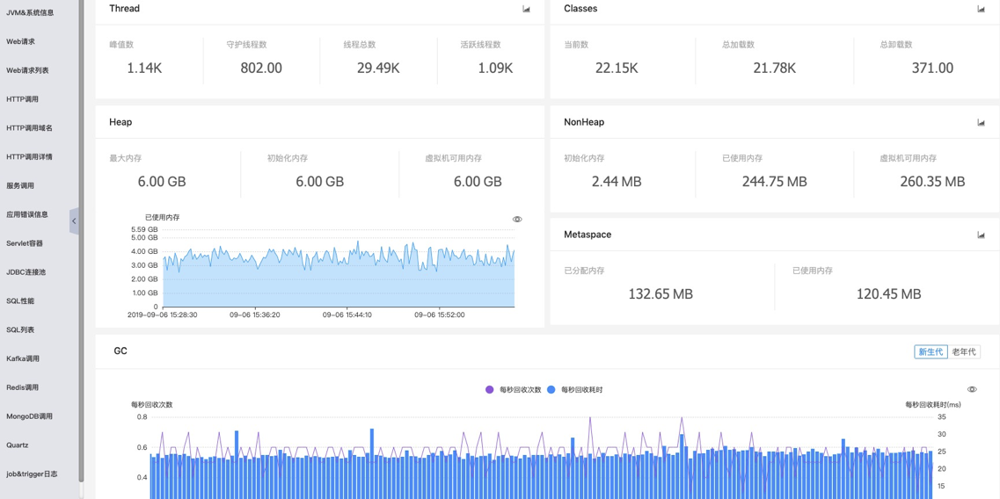 JVM&系统信息
Web请求
Web请求列表
HTTP调用
HTTP调用域名
HTTP调用详情
服务调用
应用错误信息
Servlet容器
JDBC连接池
SQL性能
SQL列表
Kafka调用
Redis调用
MongoDB调用
Quartz
job&trigger日志
Thread
峰值数 守护线程数 线程总数 活跃线程数
1.14K 802.00 29.49K 1.09K
Classes
当前数 总加载数 总卸载数
22.15K 21.78K 371.00
Heap
最大内存 初始化内存 虚拟机可用内存
6.00 GB 6.00 GB 6.00 GB
已使用内存
5.59 GB
5.00 GB
4.00 GB
3.00 GB
2.00 GB
1.00 GB
0
2019-09-06 15:28:30 09-06 15:36:20 09-06 15:44:10 09-06 15:52:00
NonHeap
初始化内存 已使用内存 虚拟机可用内存
2.44 MB 244.75 MB 260.35 MB
Metaspace
已分配内存 已使用内存
132.65 MB 120.45 MB
GC
新生代 老年代
每秒回收次数 每秒回收耗时
每秒回收次数 每秒回收耗时(ms)
0.8
0.6
0.4
35
30
25
20
15